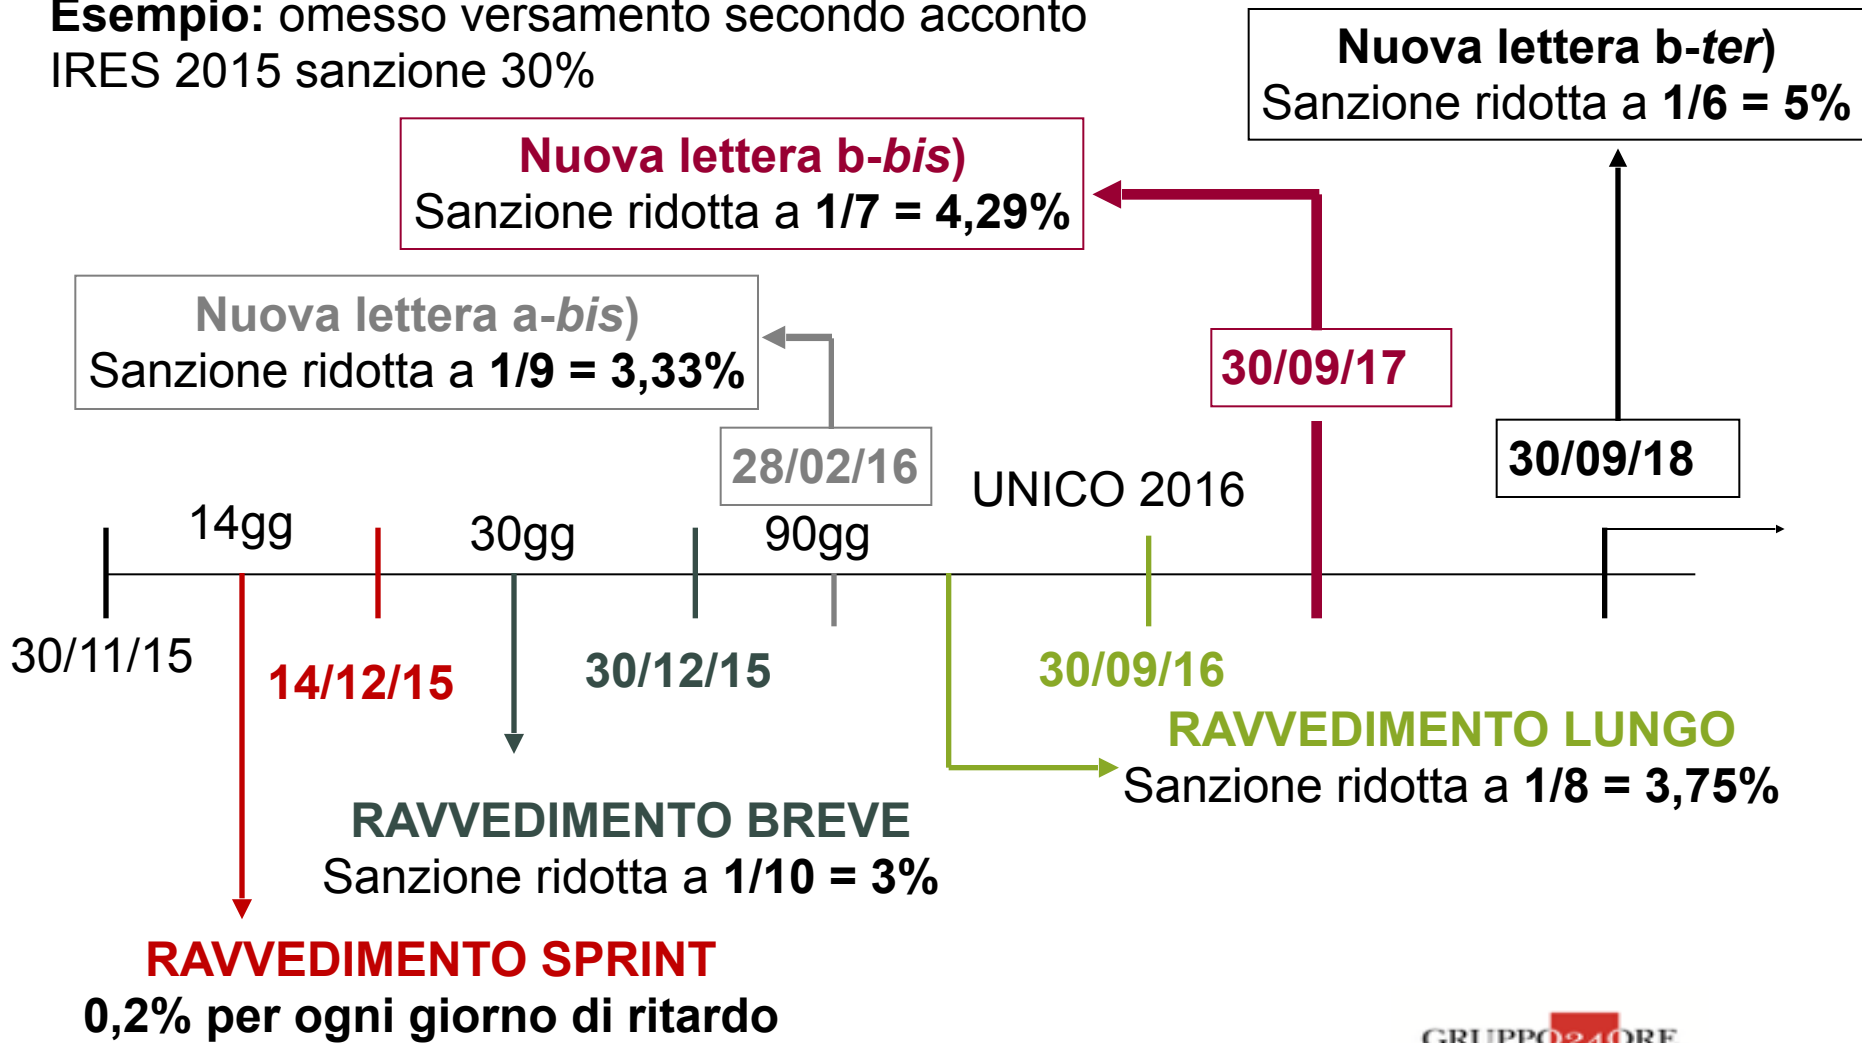 Esempio: omesso versamento secondo acconto
IRES 2015 sanzione 30%
Nuova lettera b-ter)
Sanzione ridotta a 1/6 = 5%
Nuova lettera b-bis)
Sanzione ridotta a 1/7 = 4,29%
Nuova lettera a-bis)
Sanzione ridotta a 1/9 = 3,33%
30/09/17
28/02/16
UNICO 2016
30/09/18
14gg
30gg
90gg
30/11/15
14/12/15
30/12/15
30/09/16
RAVVEDIMENTO LUNGO
Sanzione ridotta a 1/8 = 3,75%
RAVVEDIMENTO BREVE
Sanzione ridotta a 1/10 = 3%
RAVVEDIMENTO SPRINT
0,2% per ogni giorno di ritardo
GRUPPO24ORE